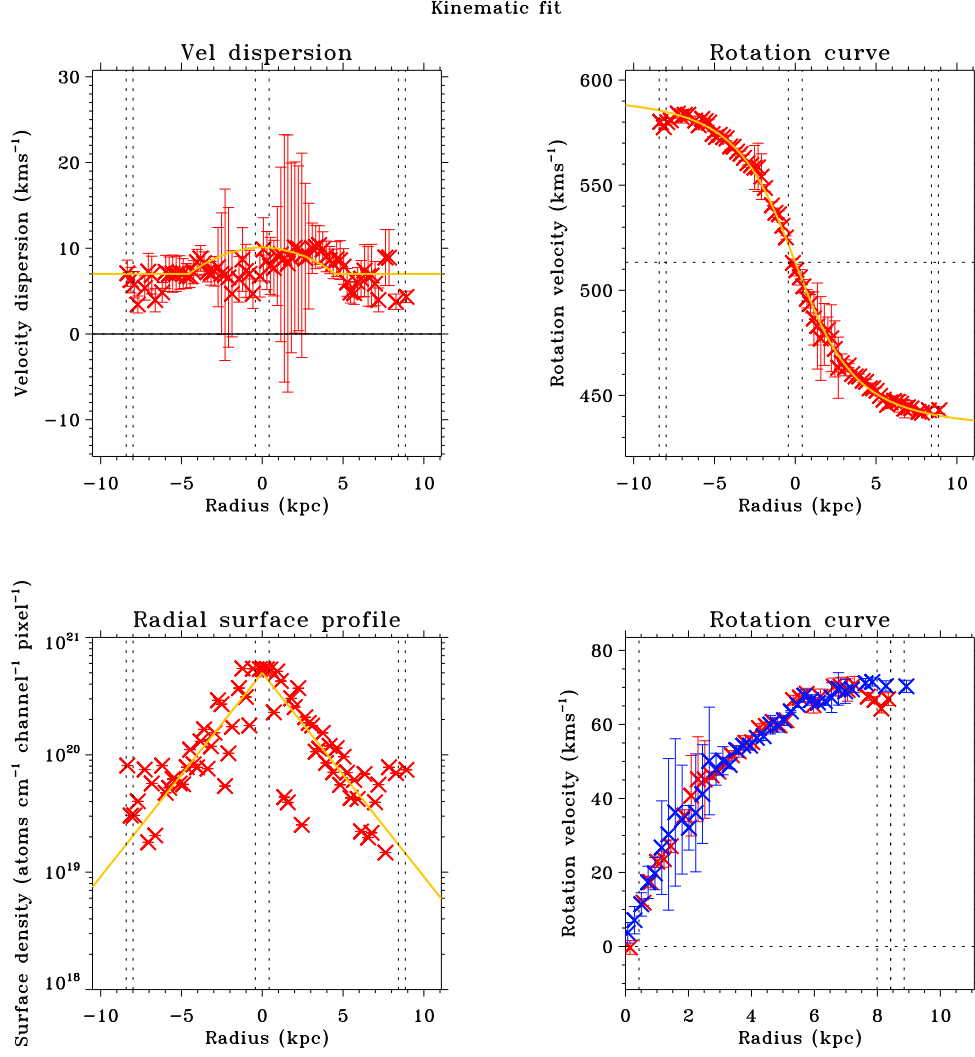 Kinematic fit
Vel dispersion
Velocity dispersion (kms⁻¹)
30
20
10
0
−10
−10 −5 0 5 10
Radius (kpc)
Rotation curve
Rotation velocity (kms⁻¹)
600
550
500
450
−10 −5 0 5 10
Radius (kpc)
Radial surface profile
Surface density (atoms cm⁻¹ channel⁻¹ pixel⁻¹)
10²¹
10²⁰
10¹⁹
10¹⁸
−10 −5 0 5 10
Radius (kpc)
Rotation curve
Rotation velocity (kms⁻¹)
80
60
40
20
0
0 2 4 6 8 10
Radius (kpc)